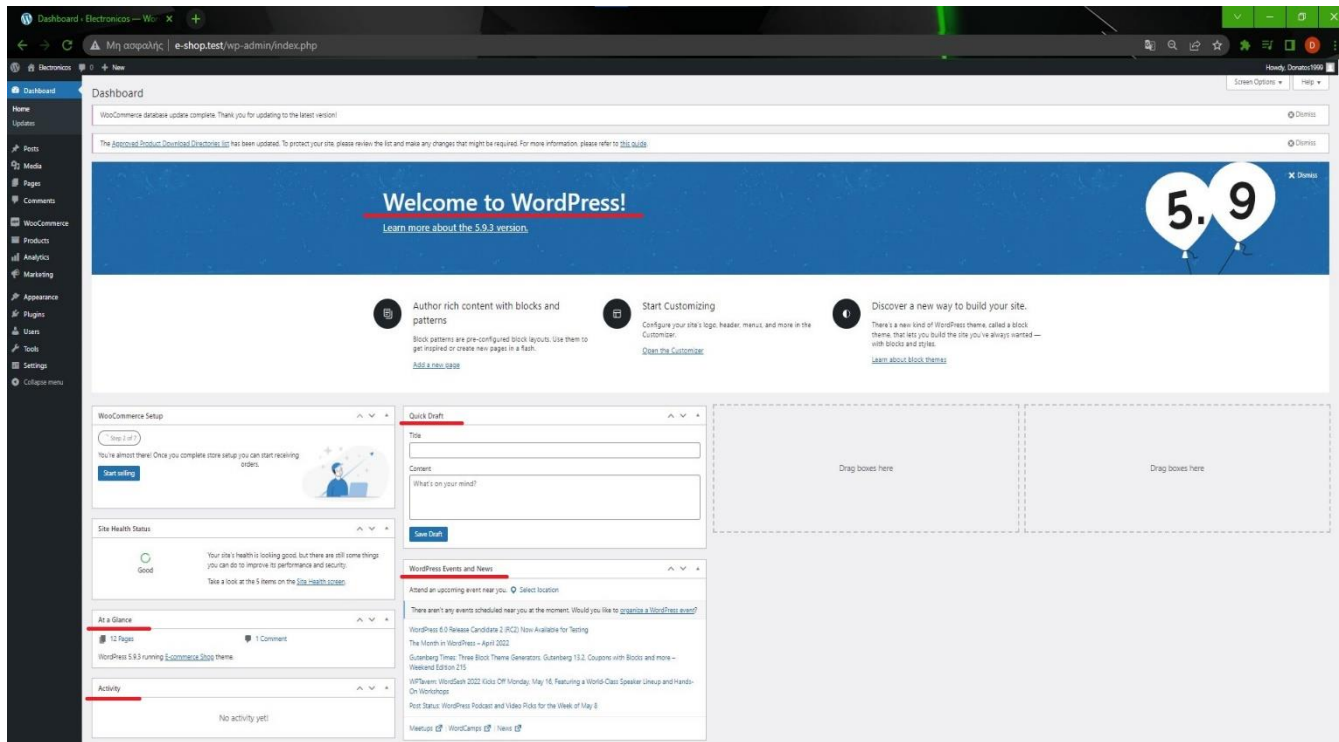 Dashboard ‹ Electronicos — Wor
Μη ασφαλής | e-shop.test/wp-admin/index.php
D
Electronicos 0 + New
Howdy, Donatos1999
Dashboard
Home
Updates
Posts
Media
Pages
Comments
WooCommerce
Products
Analytics
Marketing
Appearance
Plugins
Users
Tools
Settings
Collapse menu
Screen Options Help
Dashboard
WooCommerce database update complete. Thank you for updating to the latest version!
Dismiss
The Approved Product Download Directories list has been updated. To protect your site, please review the list and make any changes that might be required. For more information, please refer to this guide.
Dismiss
Welcome to WordPress!
Learn more about the 5.9.3 version.
5.9
Dismiss
Author rich content with blocks and
patterns
Block patterns are pre-configured block layouts. Use them to
get inspired or create new pages in a flash.
Add a new page
Start Customizing
Configure your site's logo, header, menus, and more in the
Customizer.
Open the Customizer
Discover a new way to build your site.
There's a new kind of WordPress theme, called a block
theme, that lets you build the site you've always wanted —
with blocks and styles.
Learn about block themes
WooCommerce Setup
Step 2 of 7
You're almost there! Once you complete store setup you can start receiving
orders.
Start selling
Site Health Status
Good
Your site's health is looking good, but there are still some things
you can do to improve its performance and security.
Take a look at the 5 items on the Site Health screen.
At a Glance
12 Pages
1 Comment
WordPress 5.9.3 running E-commerce Shop theme.
Activity
No activity yet!
Quick Draft
Title
Content
What's on your mind?
Save Draft
WordPress Events and News
Attend an upcoming event near you. Select location
There aren't any events scheduled near you at the moment. Would you like to organize a WordPress event?
WordPress 6.0 Release Candidate 2 (RC2) Now Available for Testing
The Month in WordPress – April 2022
Gutenberg Times: Three Block Theme Generators, Gutenberg 13.2, Coupons with Blocks and more –
Weekend Edition 215
WPTavern: WordSesh 2022 Kicks Off Monday, May 16, Featuring a World-Class Speaker Lineup and Hands-
On Workshops
Post Status: WordPress Podcast and Video Picks for the Week of May 8
Meetups | WordCamps | News
Drag boxes here
Drag boxes here